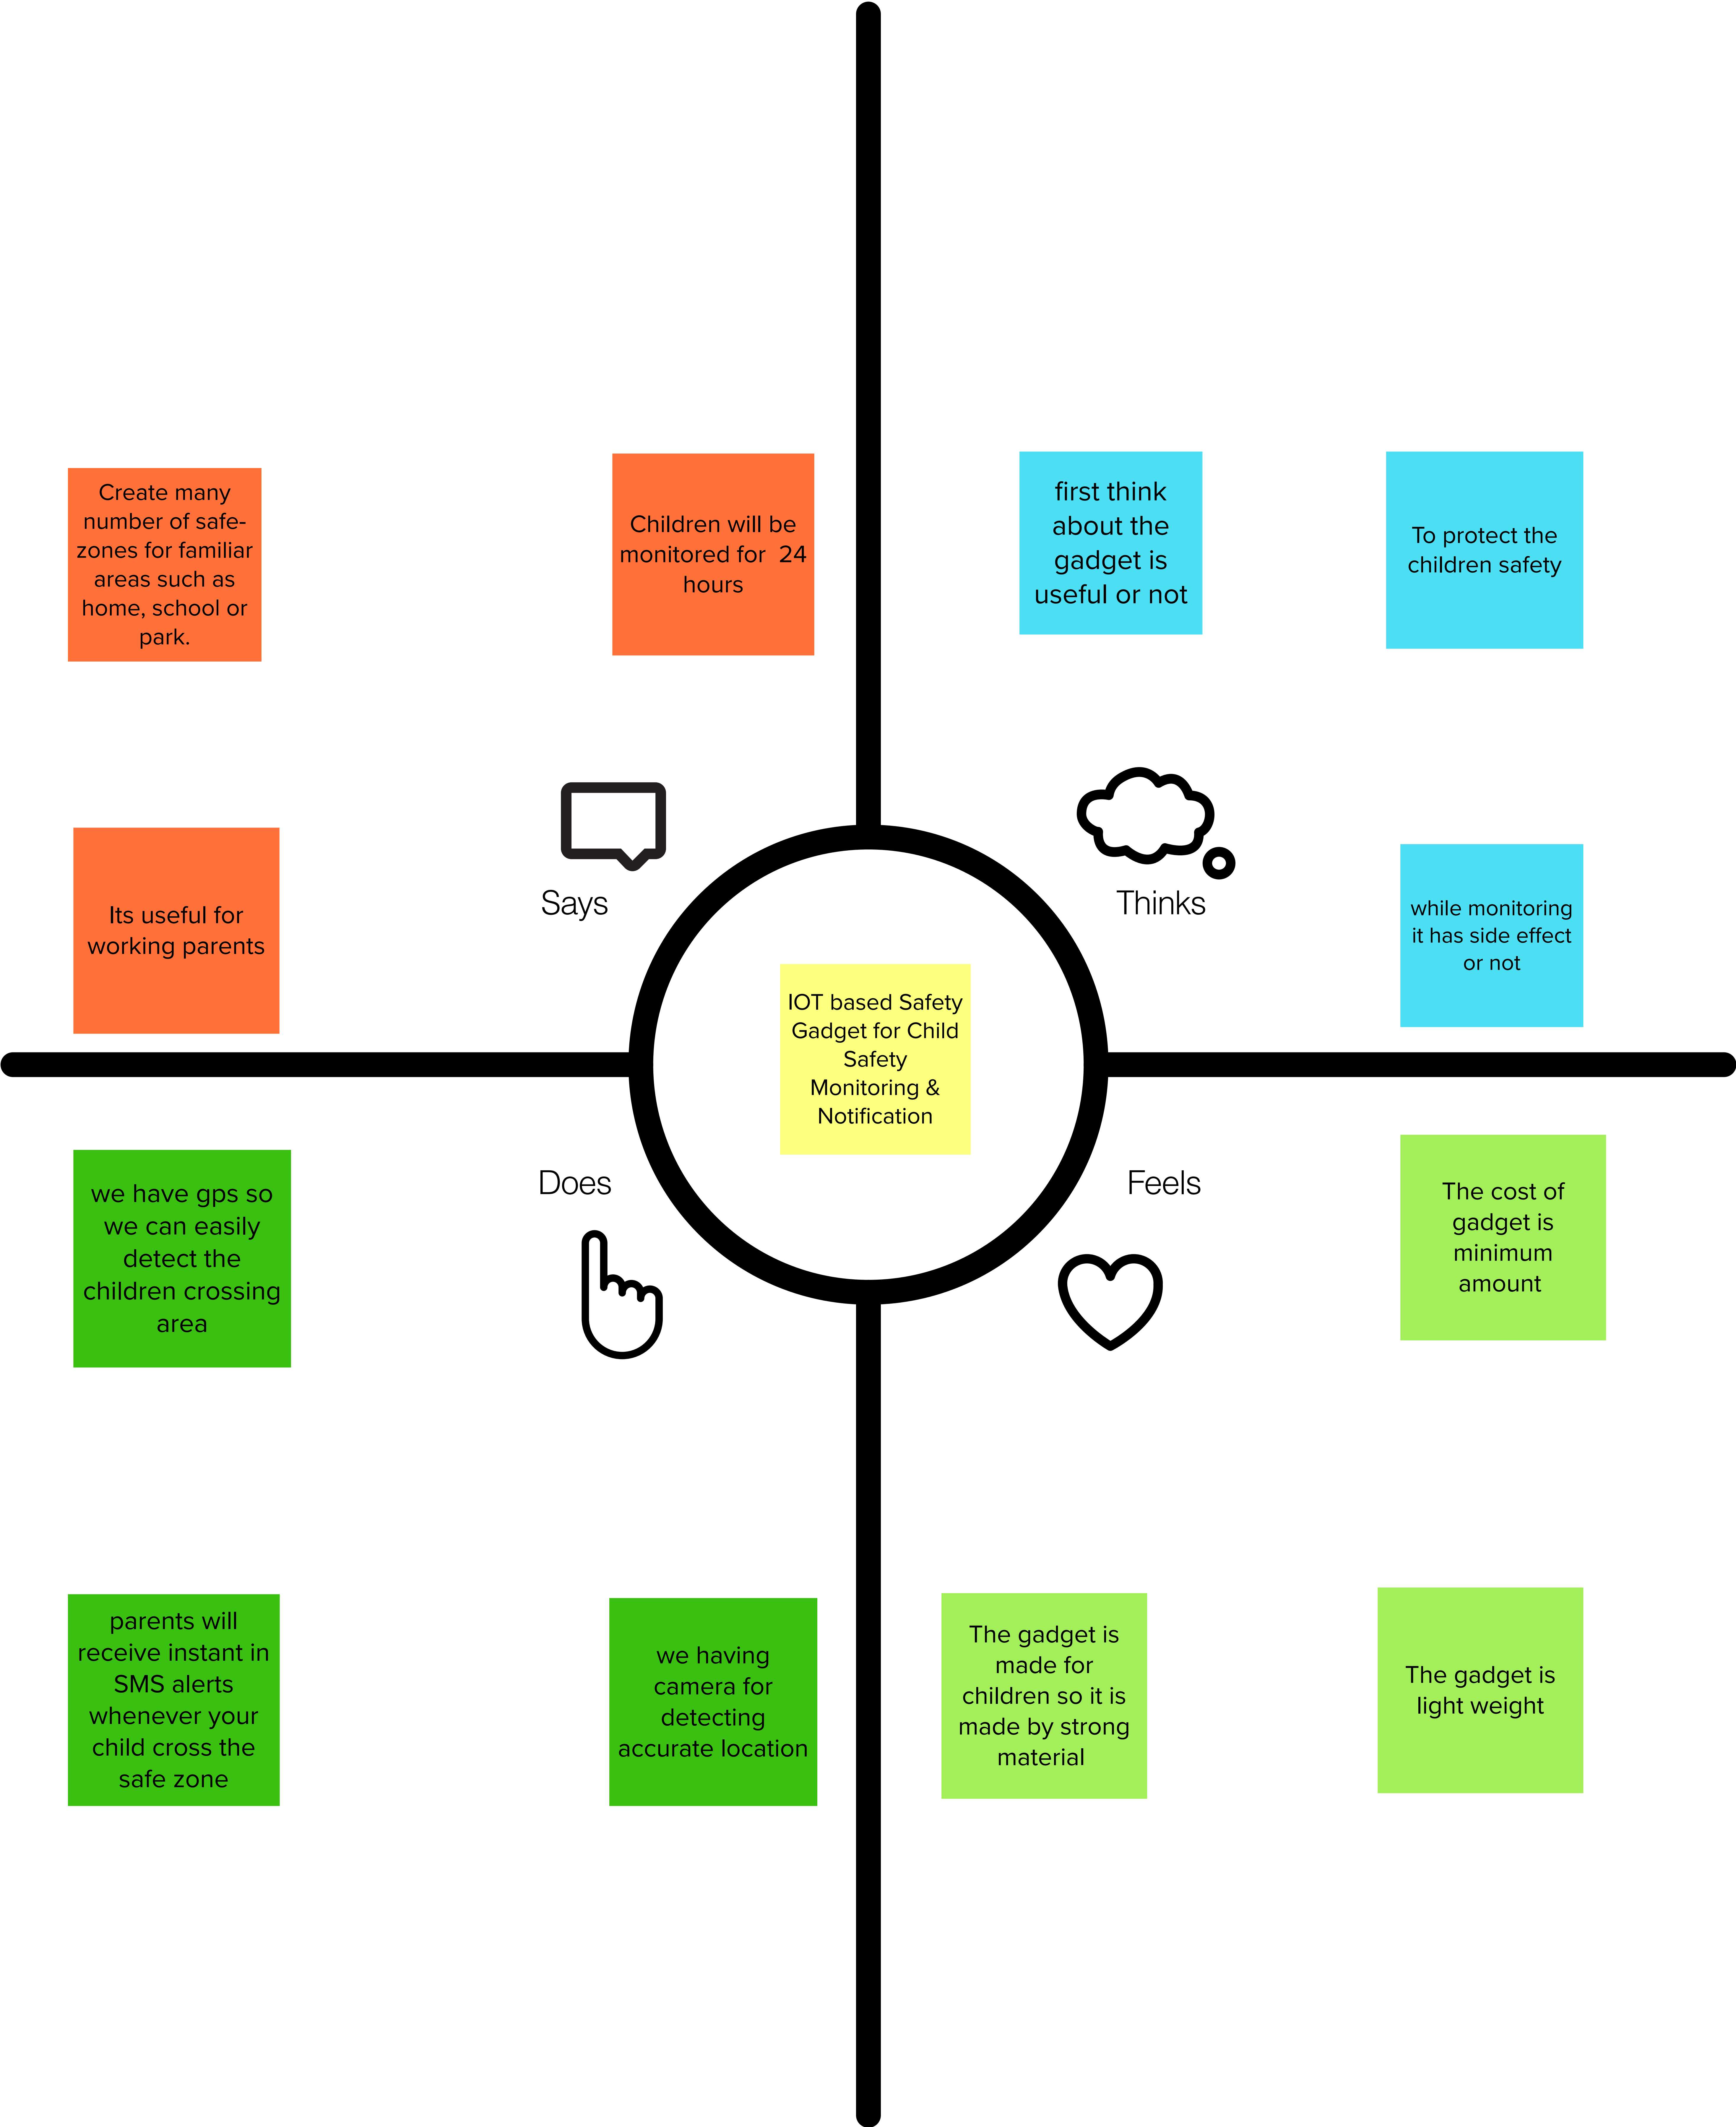 Create many
number of safe-
zones for familiar
areas such as
home, school or
park.
Children will be
monitored for 24
hours
Its useful for
working parents
Says
first think
about the
gadget is
useful or not
To protect the
children safety
while monitoring
it has side effect
or not
Thinks
IOT based Safety
Gadget for Child
Safety
Monitoring &
Notification
Does
we have gps so
we can easily
detect the
children crossing
area
parents will
receive instant in
SMS alerts
whenever your
child cross the
safe zone
we having
camera for
detecting
accurate location
Feels
The cost of
gadget is
minimum
amount
The gadget is
made for
children so it is
made by strong
material
The gadget is
light weight